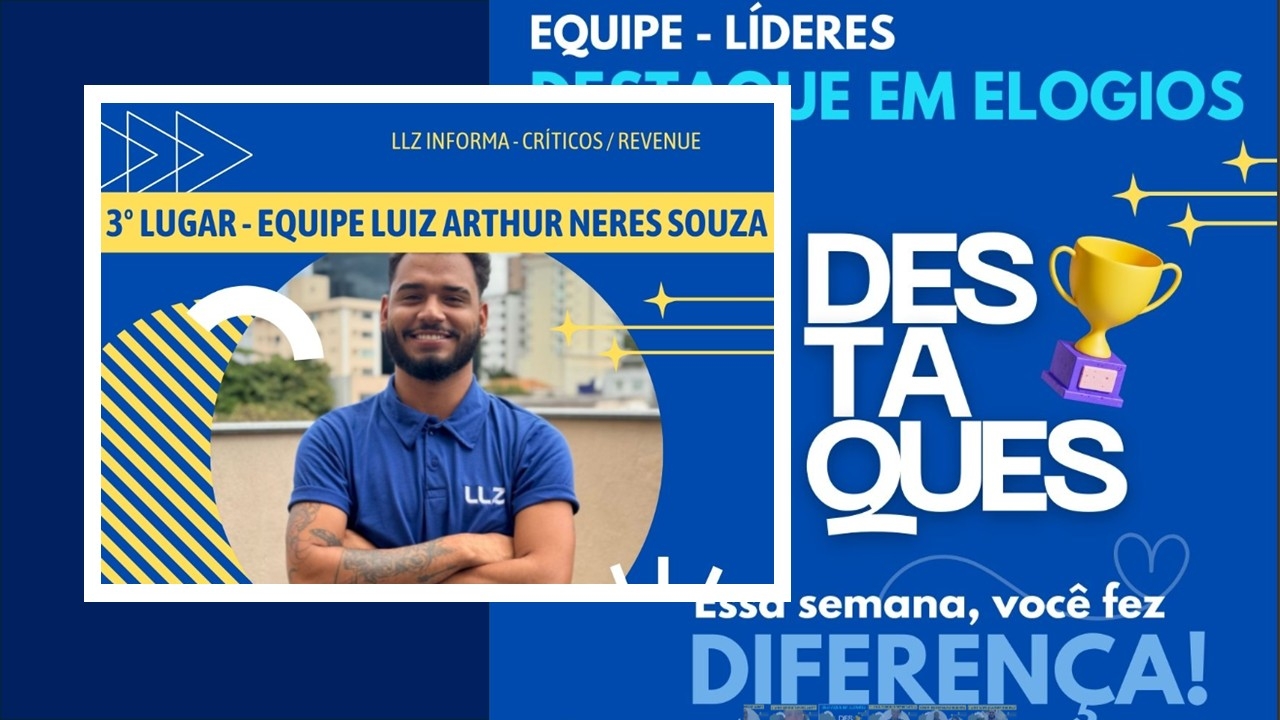 EQUIPE - LÍDERES
DESTAQUE EM ELOGIOS
LLZ INFORMA - CRÍTICOS / REVENUE
3º LUGAR - EQUIPE LUIZ ARTHUR NERES SOUZA
LLZ
DES
TA
QUES
Essa semana, você fez
DIFERENÇA!